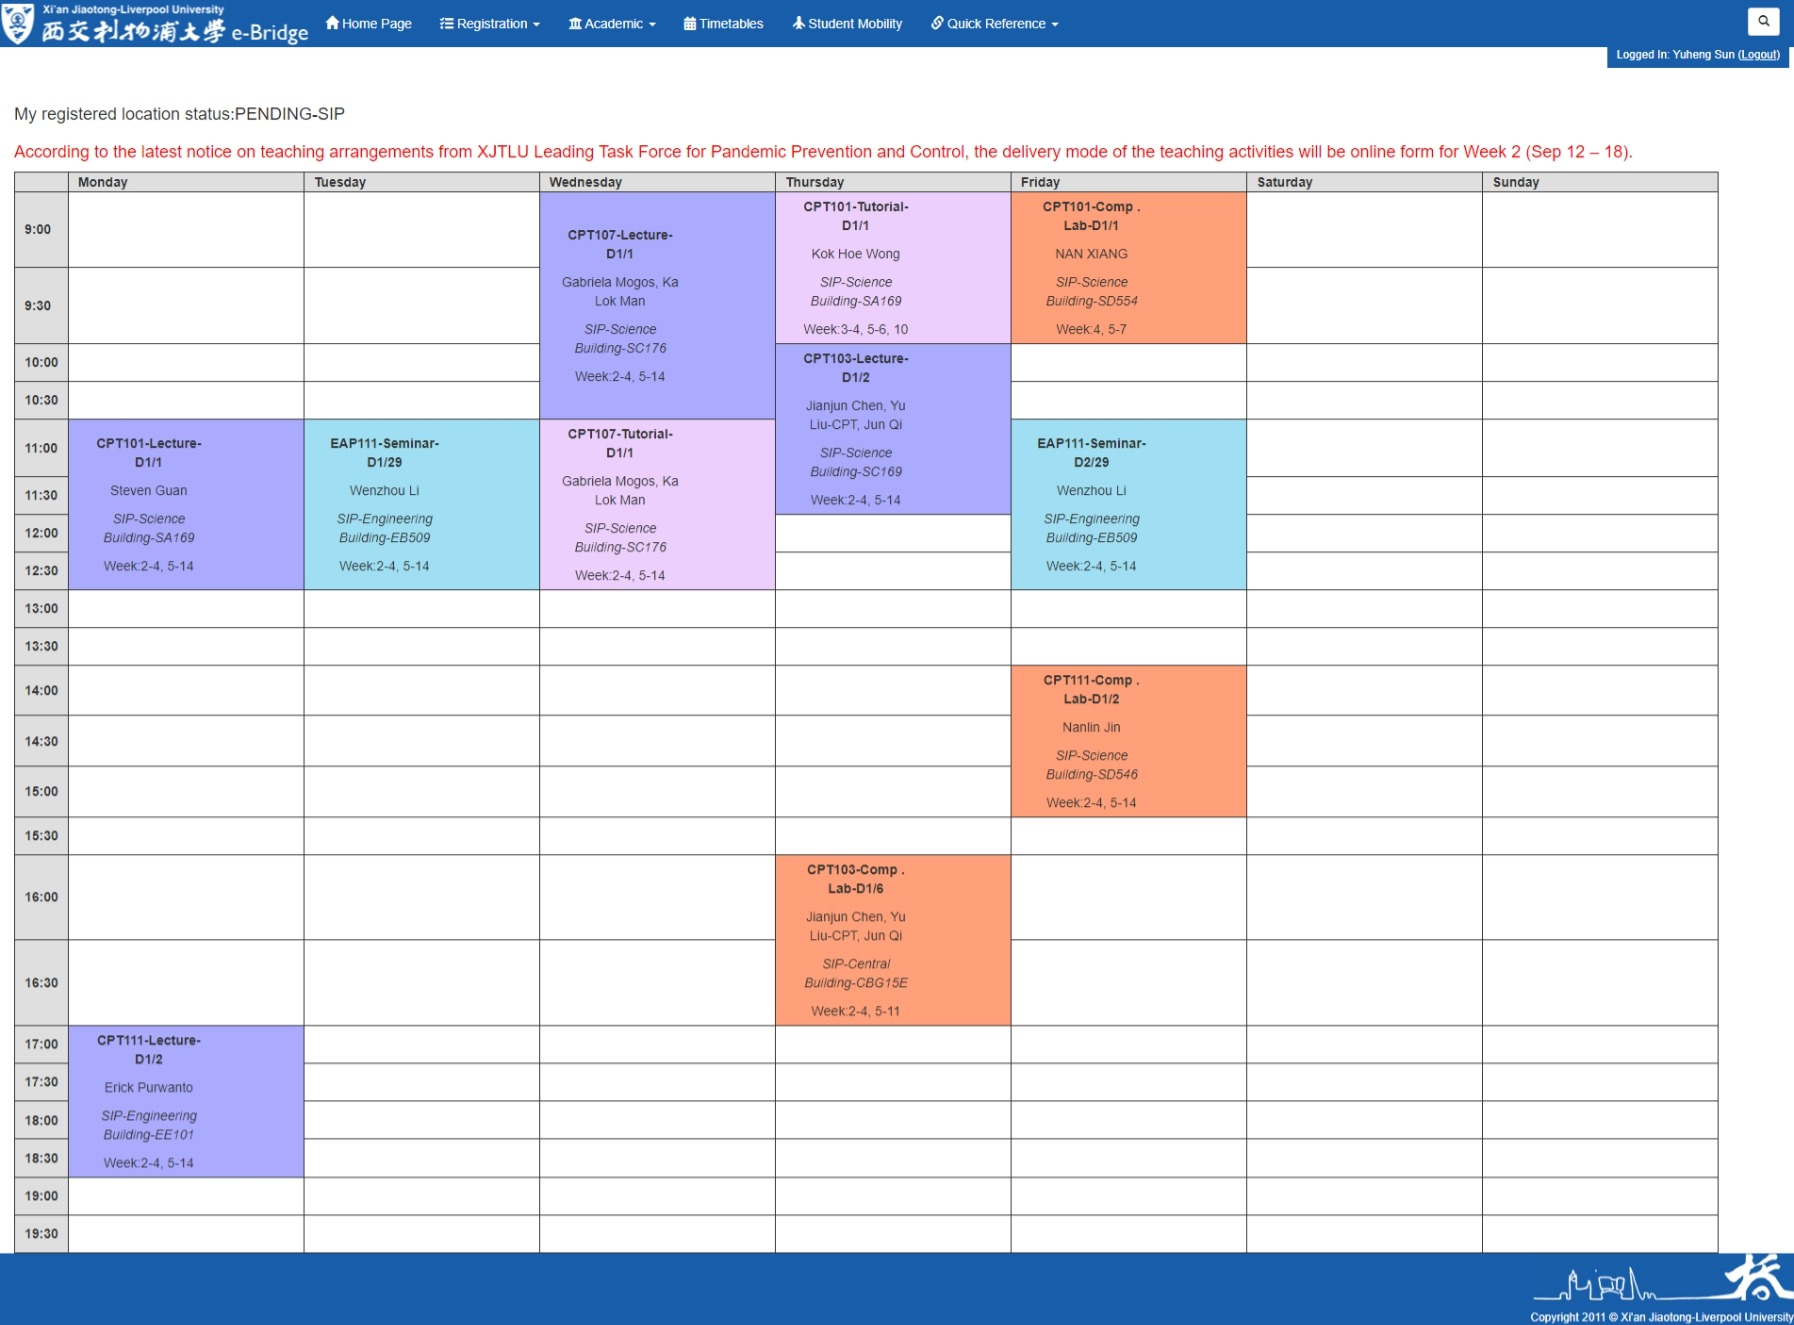 Xi'an Jiaotong-Liverpool University
西交利物浦大學 e-Bridge
Home Page Registration Academic Timetables Student Mobility Quick Reference
Logged In: Yuheng Sun (Logout)
My registered location status:PENDING-SIP
According to the latest notice on teaching arrangements from XJTLU Leading Task Force for Pandemic Prevention and Control, the delivery mode of the teaching activities will be online form for Week 2 (Sep 12 – 18).
Monday Tuesday Wednesday Thursday Friday Saturday Sunday
9:00
9:30
10:00
10:30
11:00
11:30
12:00
12:30
13:00
13:30
14:00
14:30
15:00
15:30
16:00
16:30
17:00
17:30
18:00
18:30
19:00
19:30
CPT101-Lecture-
D1/1
Steven Guan
SIP-Science
Building-SA169
Week:2-4, 5-14
CPT111-Lecture-
D1/2
Erick Purwanto
SIP-Engineering
Building-EE101
Week:2-4, 5-14
EAP111-Seminar-
D1/29
Wenzhou Li
SIP-Engineering
Building-EB509
Week:2-4, 5-14
CPT107-Lecture-
D1/1
Gabriela Mogos, Ka
Lok Man
SIP-Science
Building-SC176
Week:2-4, 5-14
CPT107-Tutorial-
D1/1
Gabriela Mogos, Ka
Lok Man
SIP-Science
Building-SC176
Week:2-4, 5-14
CPT101-Tutorial-
D1/1
Kok Hoe Wong
SIP-Science
Building-SA169
Week:3-4, 5-6, 10
CPT103-Lecture-
D1/2
Jianjun Chen, Yu
Liu-CPT, Jun Qi
SIP-Science
Building-SC169
Week:2-4, 5-14
CPT103-Comp .
Lab-D1/6
Jianjun Chen, Yu
Liu-CPT, Jun Qi
SIP-Central
Building-CBG15E
Week:2-4, 5-11
CPT101-Comp .
Lab-D1/1
NAN XIANG
SIP-Science
Building-SD554
Week:4, 5-7
EAP111-Seminar-
D2/29
Wenzhou Li
SIP-Engineering
Building-EB509
Week:2-4, 5-14
CPT111-Comp .
Lab-D1/2
Nanlin Jin
SIP-Science
Building-SD546
Week:2-4, 5-14
Copyright 2011 © Xi'an Jiaotong-Liverpool University